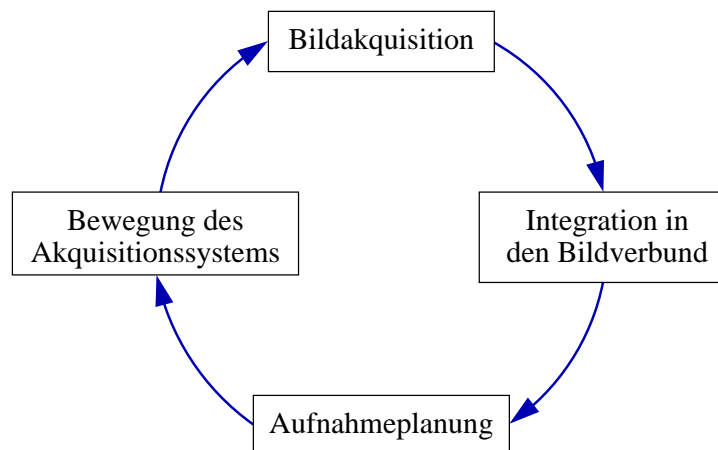 Bildakquisition
Integration in
den Bildverbund
Aufnahmeplanung
Bewegung des
Akquisitionssystems